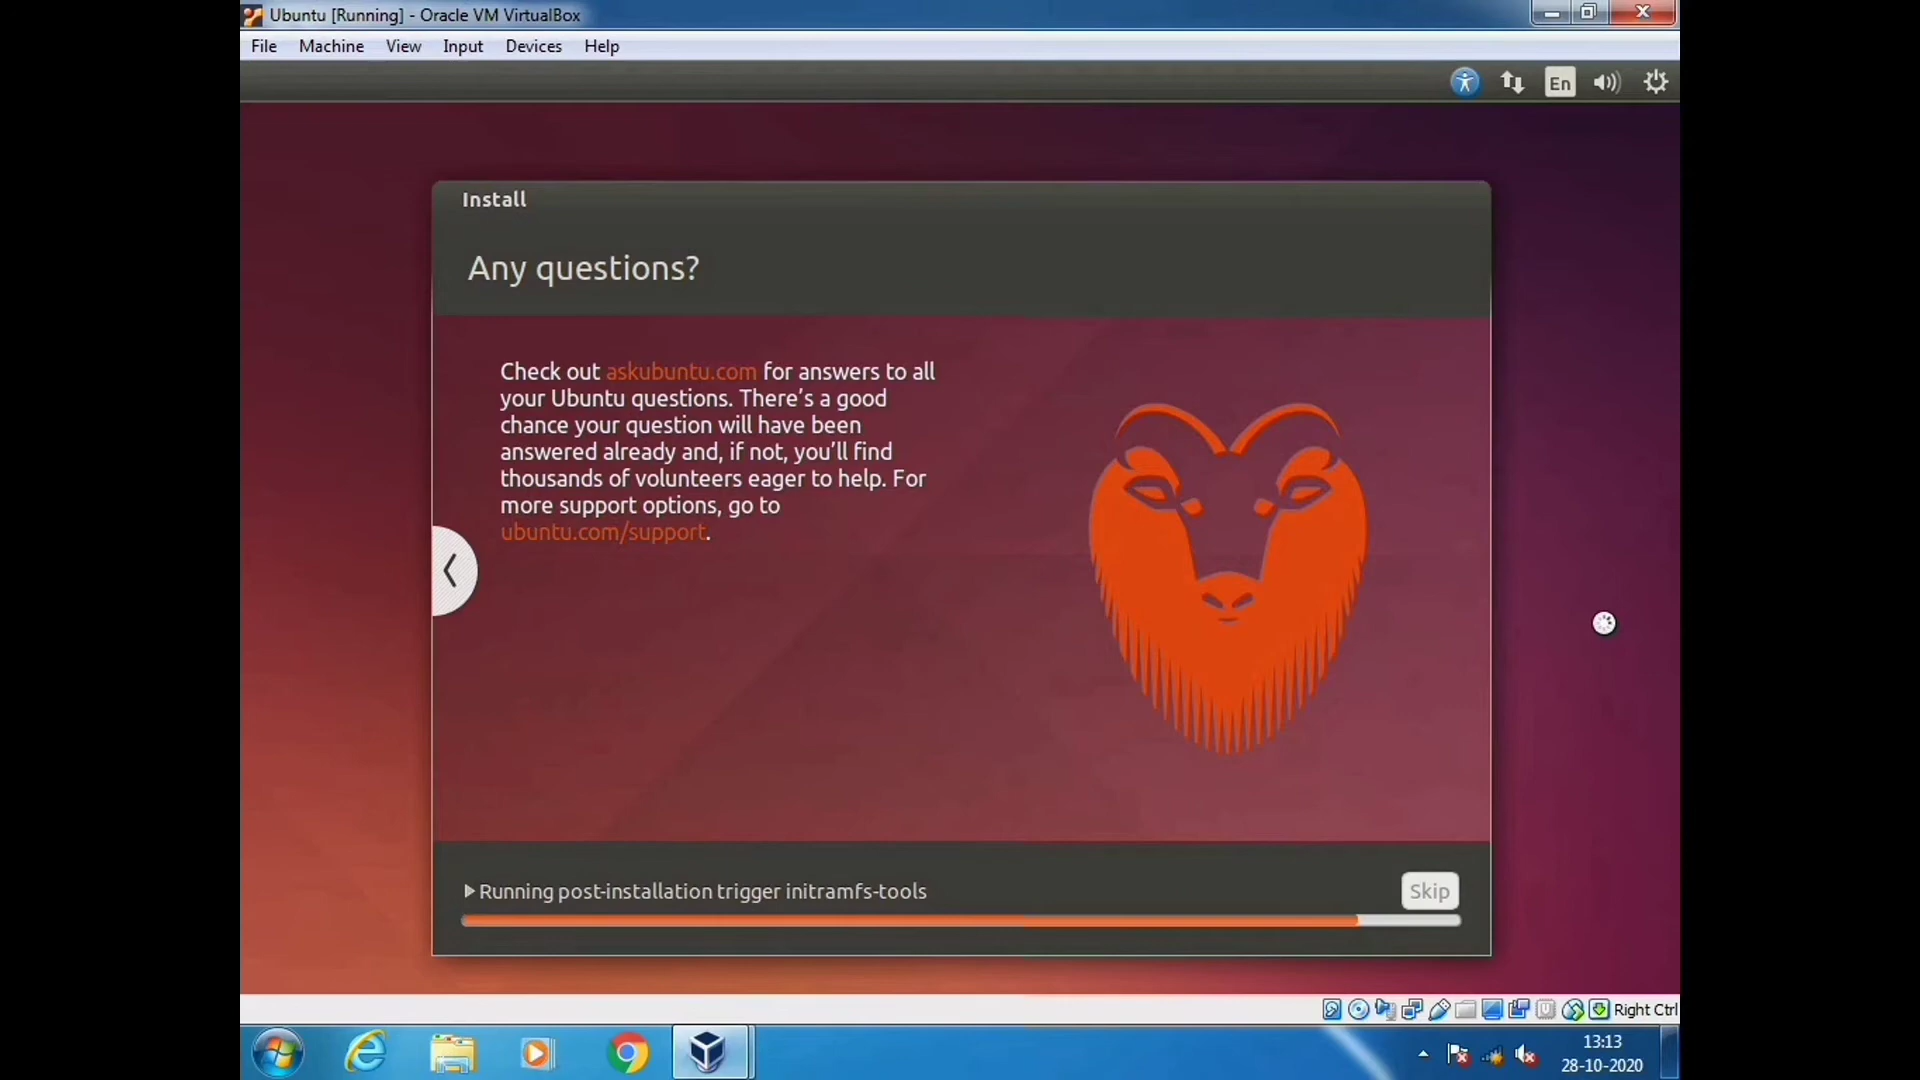 Ubuntu [Running] - Oracle VM VirtualBox
File Machine View Input Devices Help
En
Install
Any questions?
Check out askubuntu.com for answers to all
your Ubuntu questions. There's a good
chance your question will have been
answered already and, if not, you'll find
thousands of volunteers eager to help. For
more support options, go to
ubuntu.com/support.
Running post-installation trigger initramfs-tools
Skip
Right Ctrl
13:13
28-10-2020